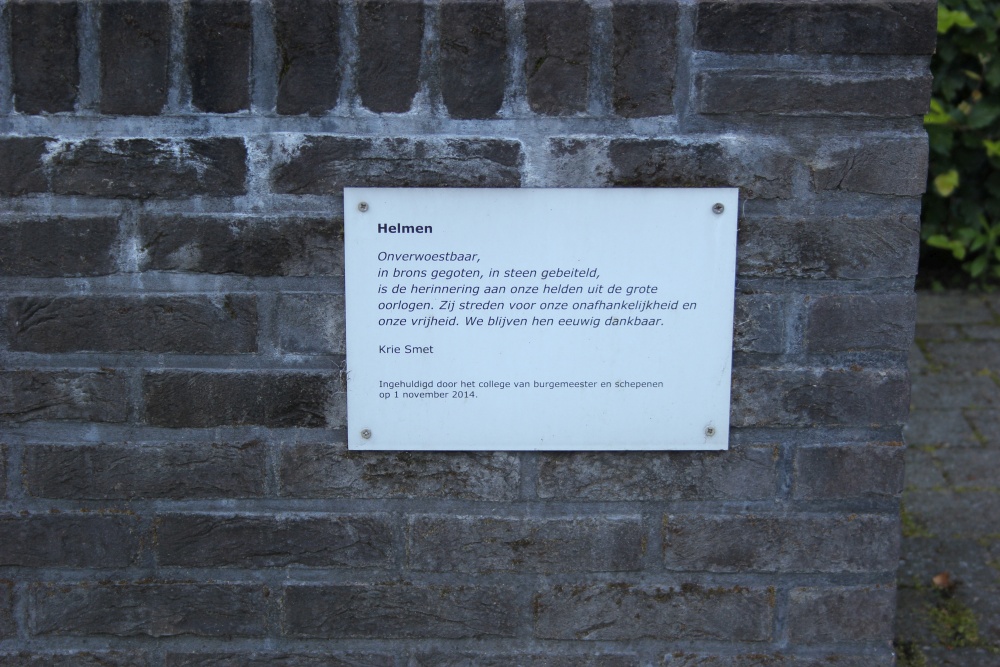 Helmen
Onverwoestbaar,
in brons gegoten, in steen gebeiteld,
is de herinnering aan onze helden uit de grote
oorlogen. Zij streden voor onze onafhankelijkheid en
onze vrijheid. We blijven hen eeuwig dankbaar.
Krie Smet
Ingehuldigd door het college van burgemeester en schepenen
op 1 november 2014.